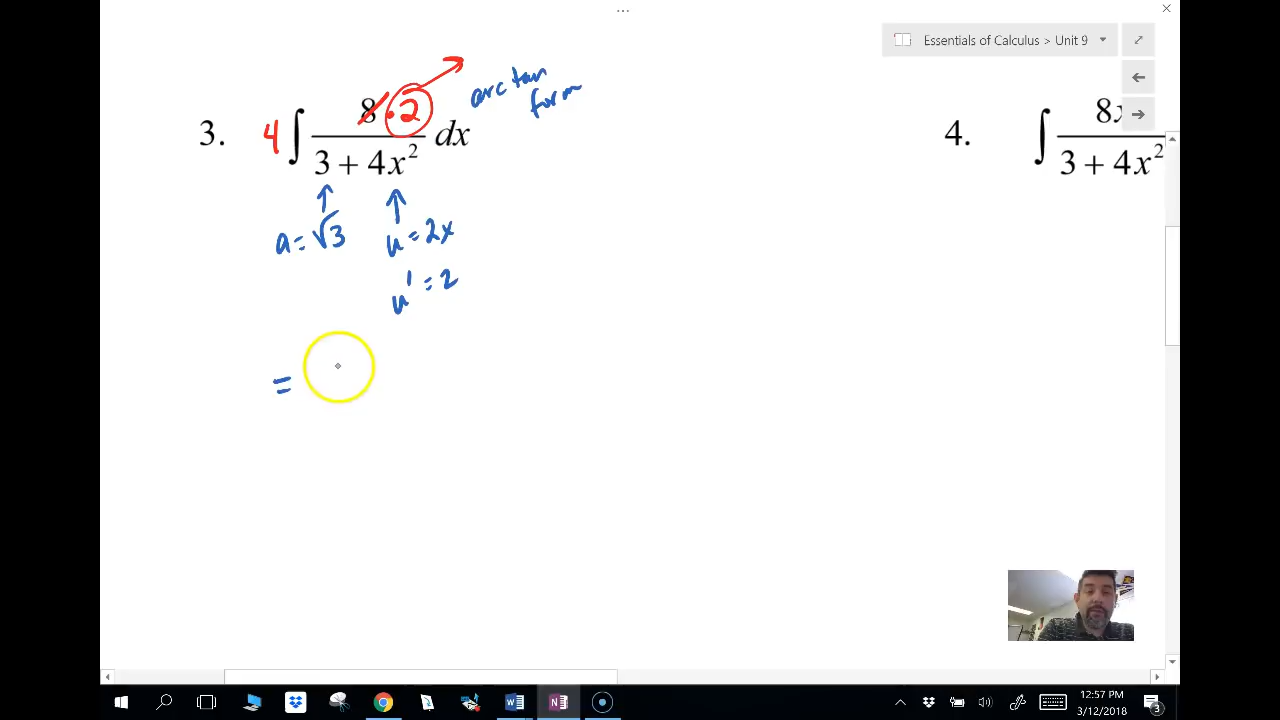 Essentials of Calculus > Unit 9
3. 4 ∫ 8 · 2 / 3 + 4x² dx
arc tan
form
4. ∫ 8x / 3 + 4x²
a = √3
u = 2x
u' = 2
=
12:57 PM
3/12/2018
3